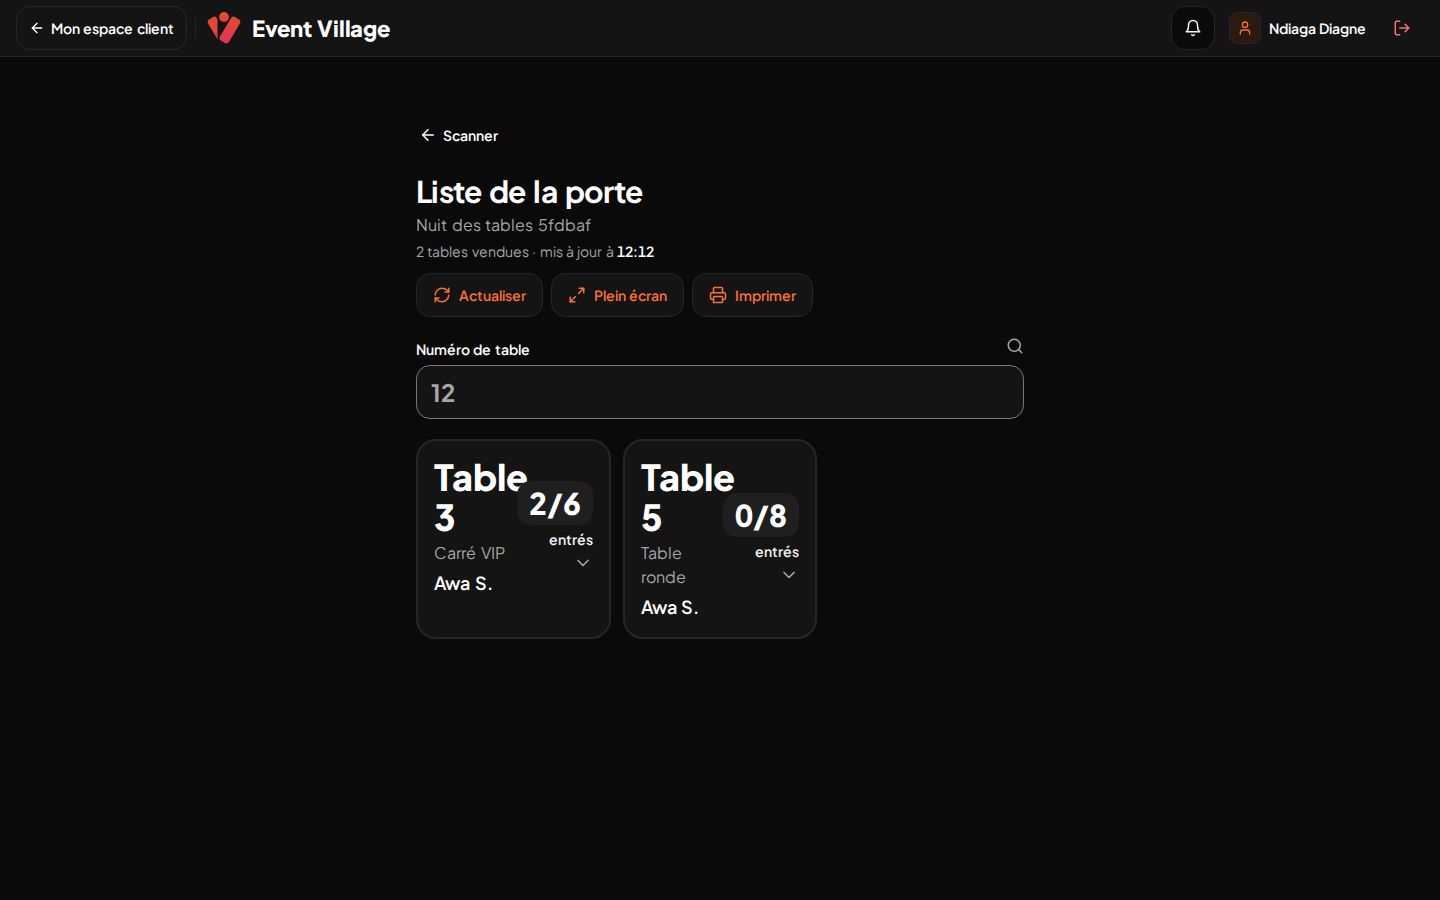 Mon espace client
Event Village
Ndiaga Diagne
Scanner
Liste de la porte
Nuit des tables 5fdbaf
2 tables vendues · mis à jour à 12:12
Actualiser
Plein écran
Imprimer
Numéro de table
12
Table
3
2/6
entrés
Carré VIP
Awa S.
Table
5
0/8
entrés
Table
ronde
Awa S.